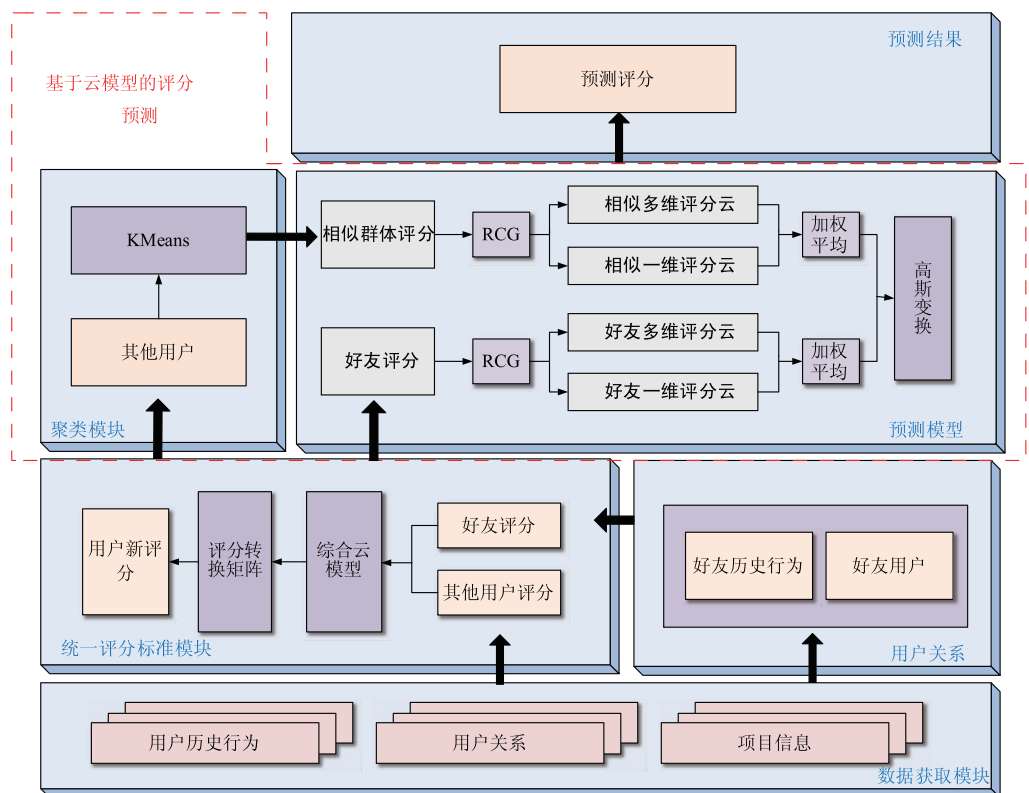 预测结果
基于云模型的评分
预测
预测评分
KMeans
其他用户
聚类模块
相似群体评分
RCG
相似多维评分云
相似一维评分云
加权
平均
高
斯
变
换
好友评分
RCG
好友多维评分云
好友一维评分云
加权
平均
预测模型
用户新评
分
评分转
换矩阵
综合云
模型
好友评分
其他用户评分
统一评分标准模块
好友历史行为
好友用户
用户关系
用户历史行为
用户关系
项目信息
数据获取模块